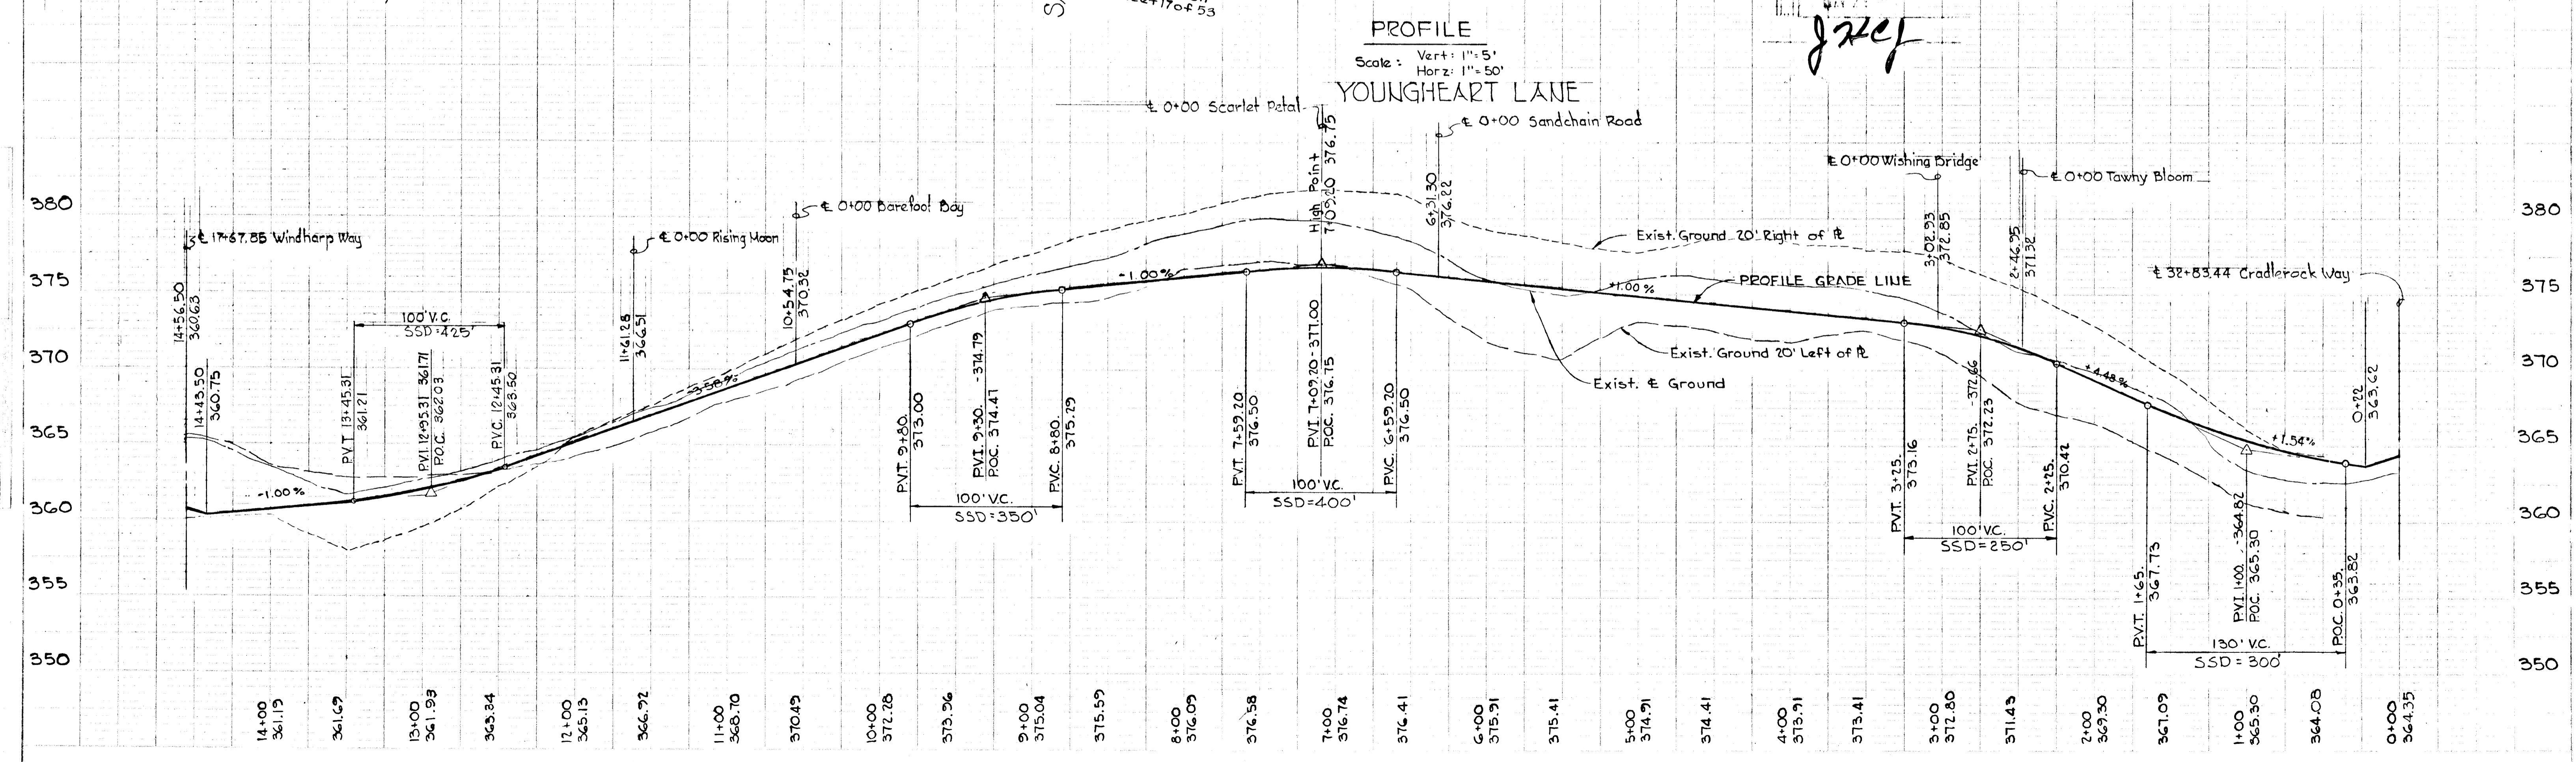 17 of 53
PROFILE
Scale : Vert: 1"=5'
Horz: 1"=50'
YOUNGHEART LANE
℄ 0+00 Scarlet Petal
℄ 0+00 Sandchain Road
℄ 0+00 Wishing Bridge
℄ 0+00 Tawny Bloom
℄ 0+00 Barefoot Bay
℄ 17+67.85 Windharp Way
℄ 0+00 Rising Moon
℄ 32+83.44 Cradlerock Way
380
375
370
365
360
355
350
380
375
370
365
360
355
350
14+56.50
360.63
14+43.50
360.75
-1.00%
100' V.C.
SSD=425'
P.V.T. 13+45.31
361.21
P.V.I. 12+95.31 361.71
P.O.C. 362.03
P.V.C. 12+45.31
363.50
11+61.28
366.51
-3.58%
10+54.75
370.32
P.V.T. 9+80.
373.00
P.V.I. 9+30. -374.79
P.O.C. 374.47
P.V.C. 8+80.
375.29
100' V.C.
SSD=350'
-1.00%
P.V.T. 7+59.20
376.50
High Point
7+09.20 376.75
P.V.I. 7+09.20-377.00
P.O.C. 376.75
P.V.C. 6+59.20
376.50
100' V.C.
SSD=400'
6+31.30
376.22
Exist. Ground 20' Right of ℄
+1.00%
PROFILE GRADE LINE
Exist. Ground 20' Left of ℄
Exist. ℄ Ground
3+02.93
372.85
2+46.95
371.32
P.V.T. 3+25.
373.16
P.V.I. 2+75. -372.66
P.O.C. 372.23
P.V.C. 2+25.
370.42
100' V.C.
SSD=250'
+4.48%
P.V.T. 1+65.
367.73
P.V.I. 1+00. -364.82
P.O.C. 365.30
P.O.C. 0+35.
363.82
130' V.C.
SSD=300'
+1.54%
0+22
363.62
14+00
361.19
361.69
13+00
361.93
363.34
12+00
365.13
366.92
11+00
368.70
370.49
10+00
372.28
373.96
9+00
375.04
375.59
8+00
376.09
376.58
7+00
376.74
376.41
6+00
375.91
375.41
5+00
374.91
374.41
4+00
373.91
373.41
3+00
372.80
371.43
2+00
369.30
367.09
1+00
365.30
364.08
0+00
364.35